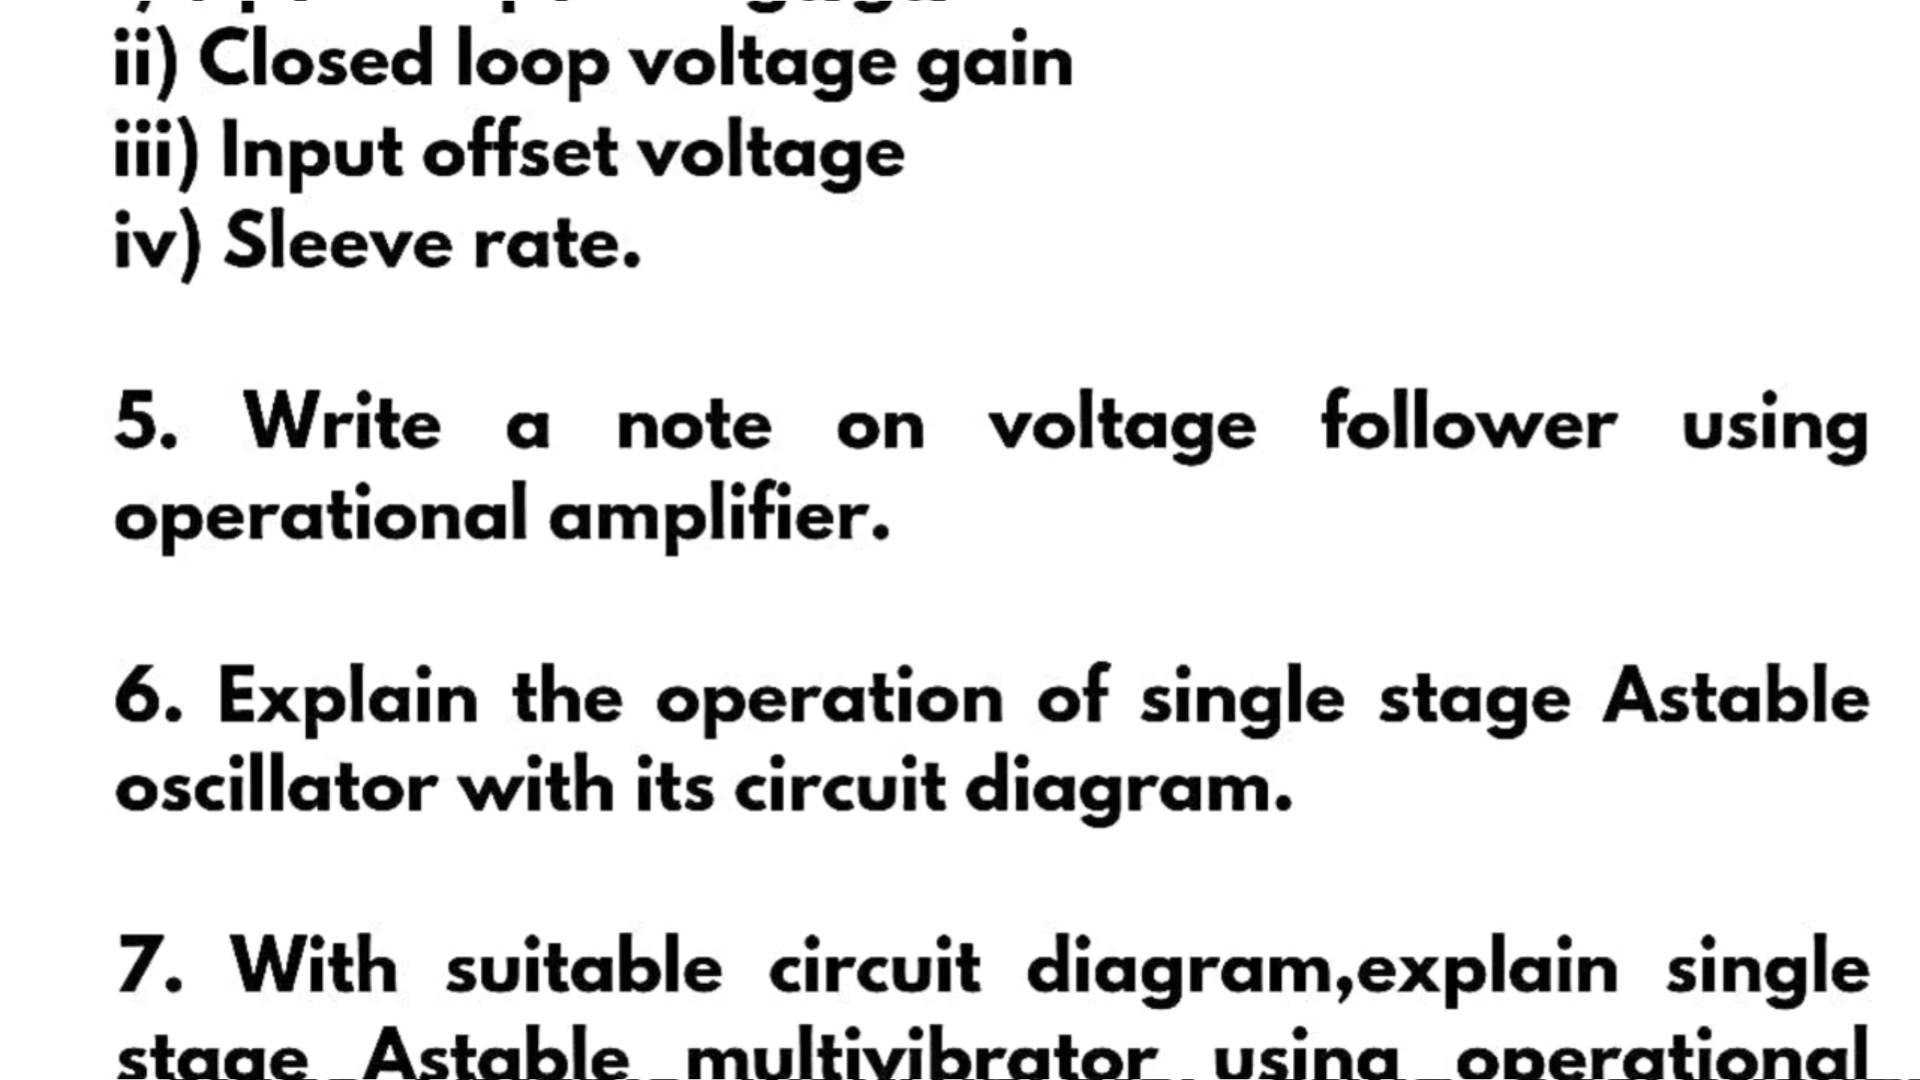 ii) Closed loop voltage gain
iii) Input offset voltage
iv) Sleeve rate.
5. Write a note on voltage follower using
operational amplifier.
6. Explain the operation of single stage Astable
oscillator with its circuit diagram.
7. With suitable circuit diagram,explain single
stage Astable multivibrator using operational